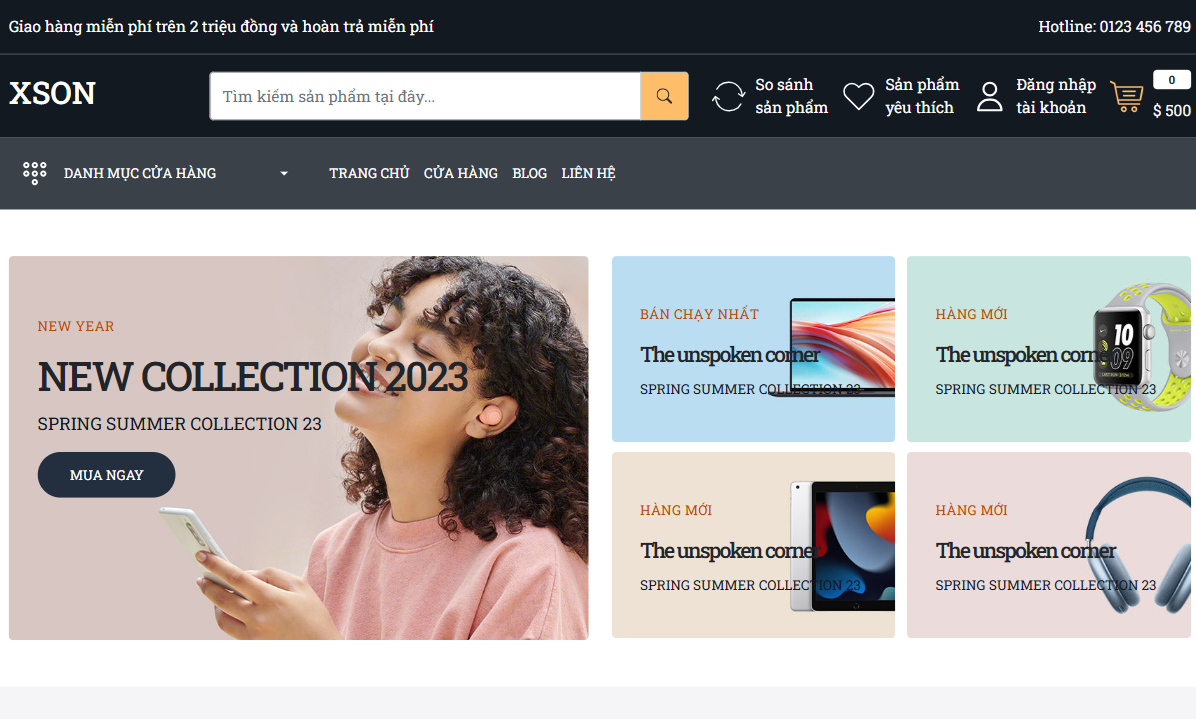 Giao hàng miễn phí trên 2 triệu đồng và hoàn trả miễn phí
Hotline: 0123 456 789
XSON
Tìm kiếm sản phẩm tại đây...
So sánh
sản phẩm
Sản phẩm
yêu thích
Đăng nhập
tài khoản
0
$ 500
DANH MỤC CỬA HÀNG
TRANG CHỦ
CỬA HÀNG
BLOG
LIÊN HỆ
NEW YEAR
NEW COLLECTION 2023
SPRING SUMMER COLLECTION 23
MUA NGAY
BÁN CHẠY NHẤT
The unspoken corner
SPRING SUMMER COLLECTION 23
HÀNG MỚI
The unspoken corner
SPRING SUMMER COLLECTION 23
10
09
HÀNG MỚI
The unspoken corner
SPRING SUMMER COLLECTION 23
HÀNG MỚI
The unspoken corner
SPRING SUMMER COLLECTION 23